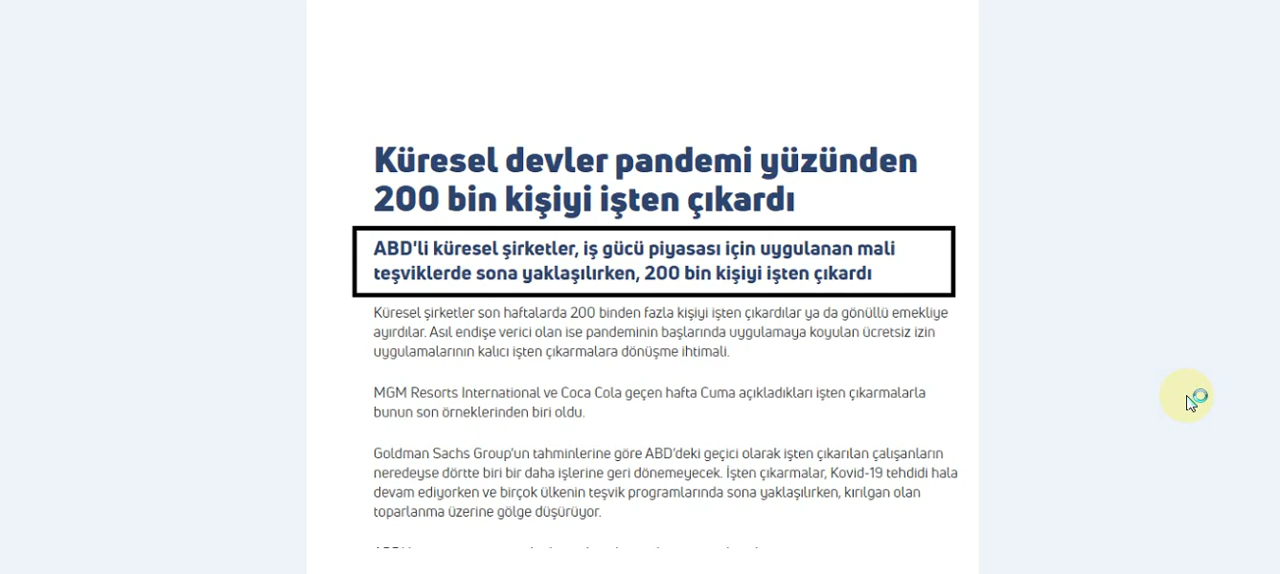 Küresel devler pandemi yüzünden
200 bin kişiyi işten çıkardı
ABD'li küresel şirketler, iş gücü piyasası için uygulanan mali
teşviklerde sona yaklaşılırken, 200 bin kişiyi işten çıkardı
Küresel şirketler son haftalarda 200 binden fazla kişiyi işten çıkardılar ya da gönüllü emekliye
ayırdılar. Asıl endişe verici olan ise pandeminin başlarında uygulamaya koyulan ücretsiz izin
uygulamalarının kalıcı işten çıkarmalara dönüşme ihtimali.
MGM Resorts International ve Coca Cola geçen hafta Cuma açıkladıkları işten çıkarmalarla
bunun son örneklerinden biri oldu.
Goldman Sachs Group'un tahminlerine göre ABD'deki geçici olarak işten çıkarılan çalışanların
neredeyse dörtte biri bir daha işlerine geri dönemeyecek. İşten çıkarmalar, Kovid-19 tehdidi hala
devam ediyorken ve birçok ülkenin teşvik programlarında sona yaklaşılırken, kırılgan olan
toparlanma üzerine gölge düşürüyor.